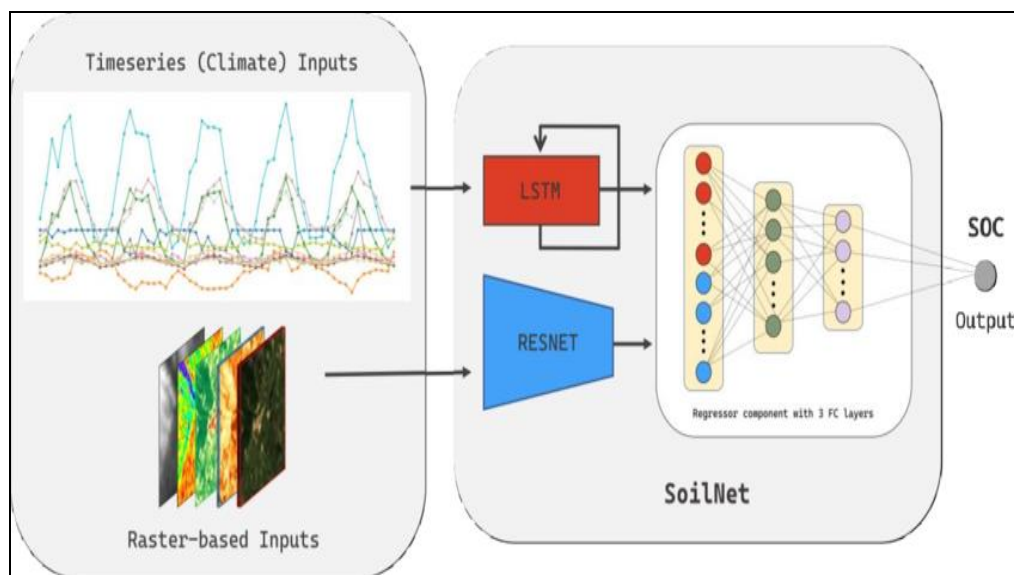 Timeseries (Climate) Inputs
LSTM
RESNET
Raster-based Inputs
Regressor component with 3 FC layers
SoilNet
SOC
Output